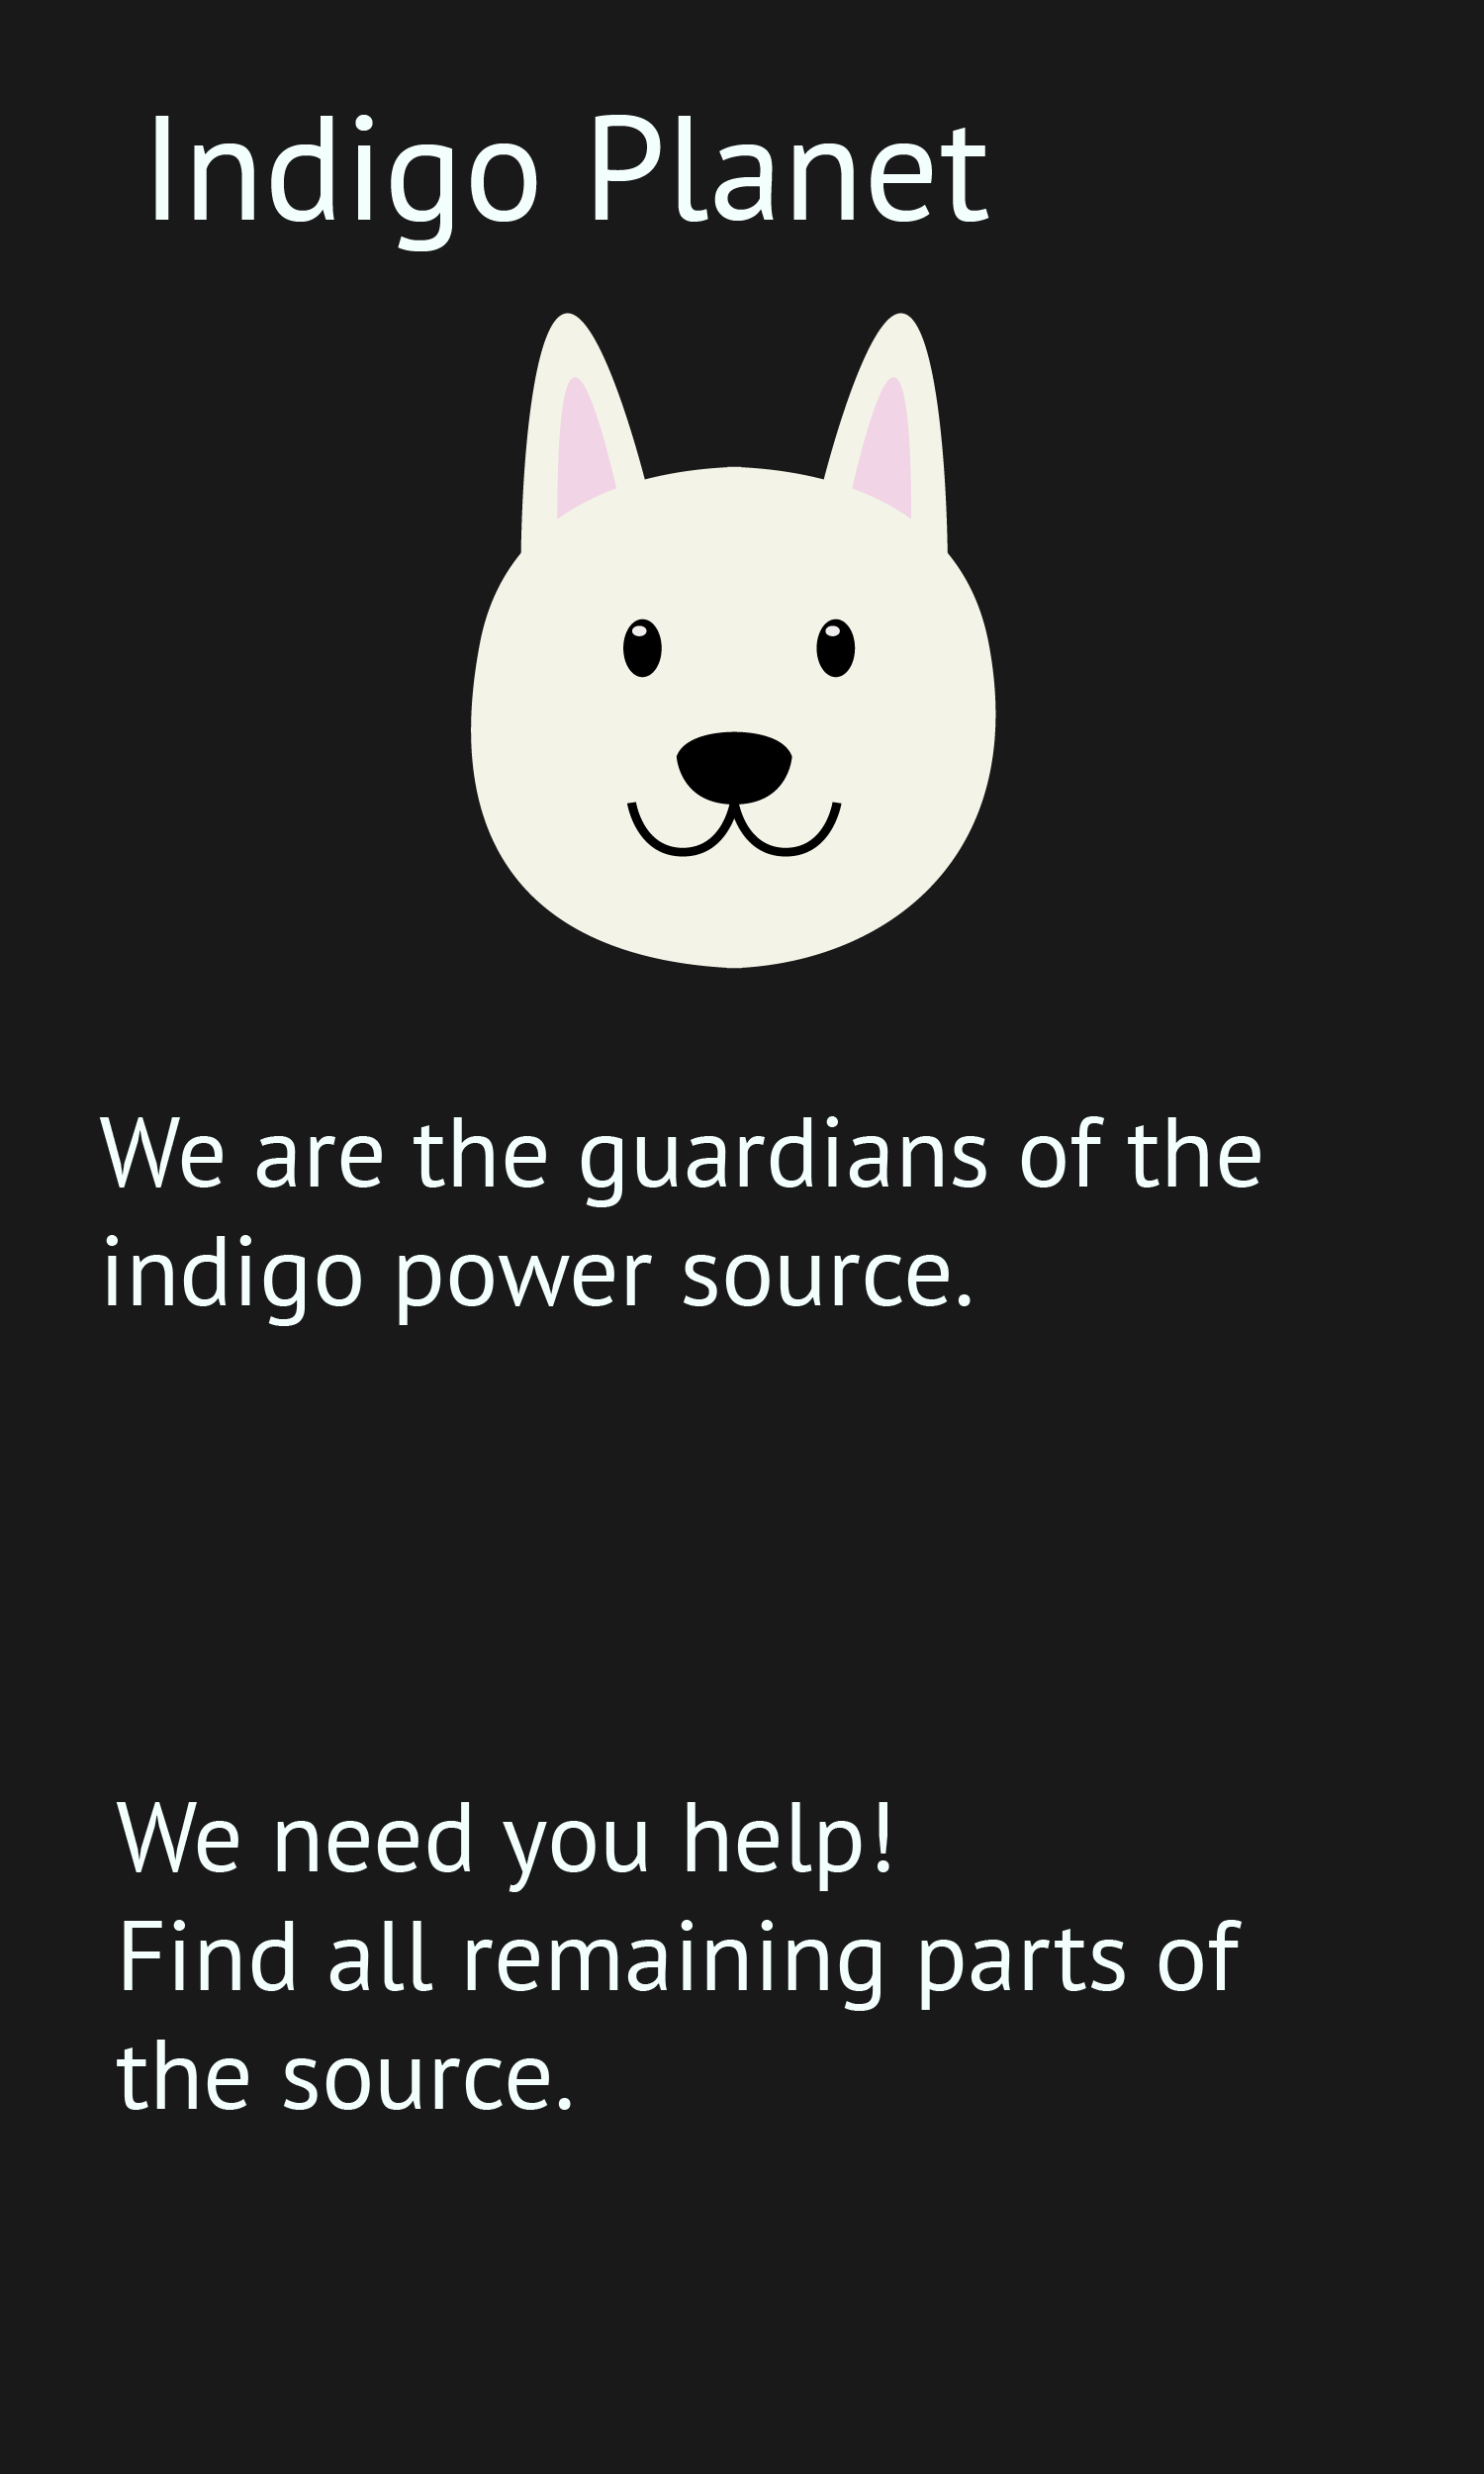 Indigo Planet
We are the guardians of the
indigo power source.
We need you help!
Find all remaining parts of
the source.